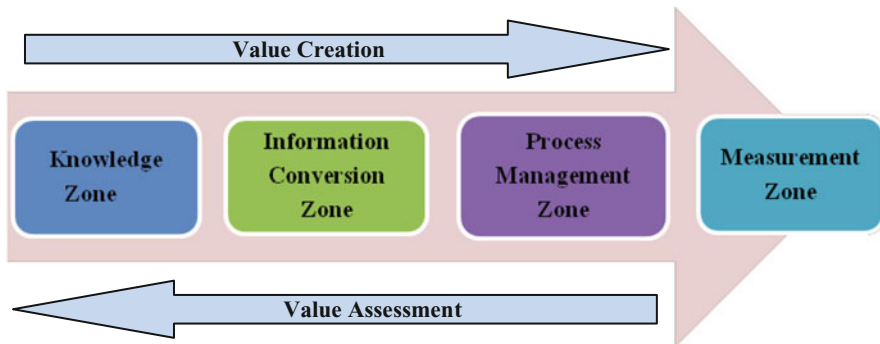 Value Creation
Knowledge
Zone
Information
Conversion
Zone
Process
Management
Zone
Measurement
Zone
Value Assessment